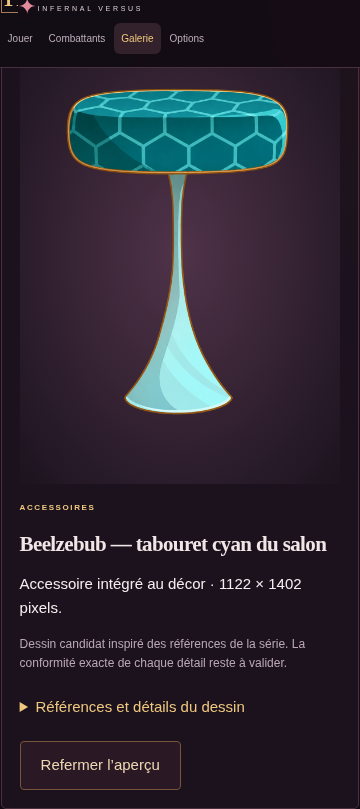 INFERNAL VERSUS
Jouer Combattants Galerie Options
ACCESSOIRES
Beelzebub — tabouret cyan du salon
Accessoire intégré au décor · 1122 × 1402
pixels.
Dessin candidat inspiré des références de la série. La
conformité exacte de chaque détail reste à valider.
Références et détails du dessin
Refermer l’aperçu